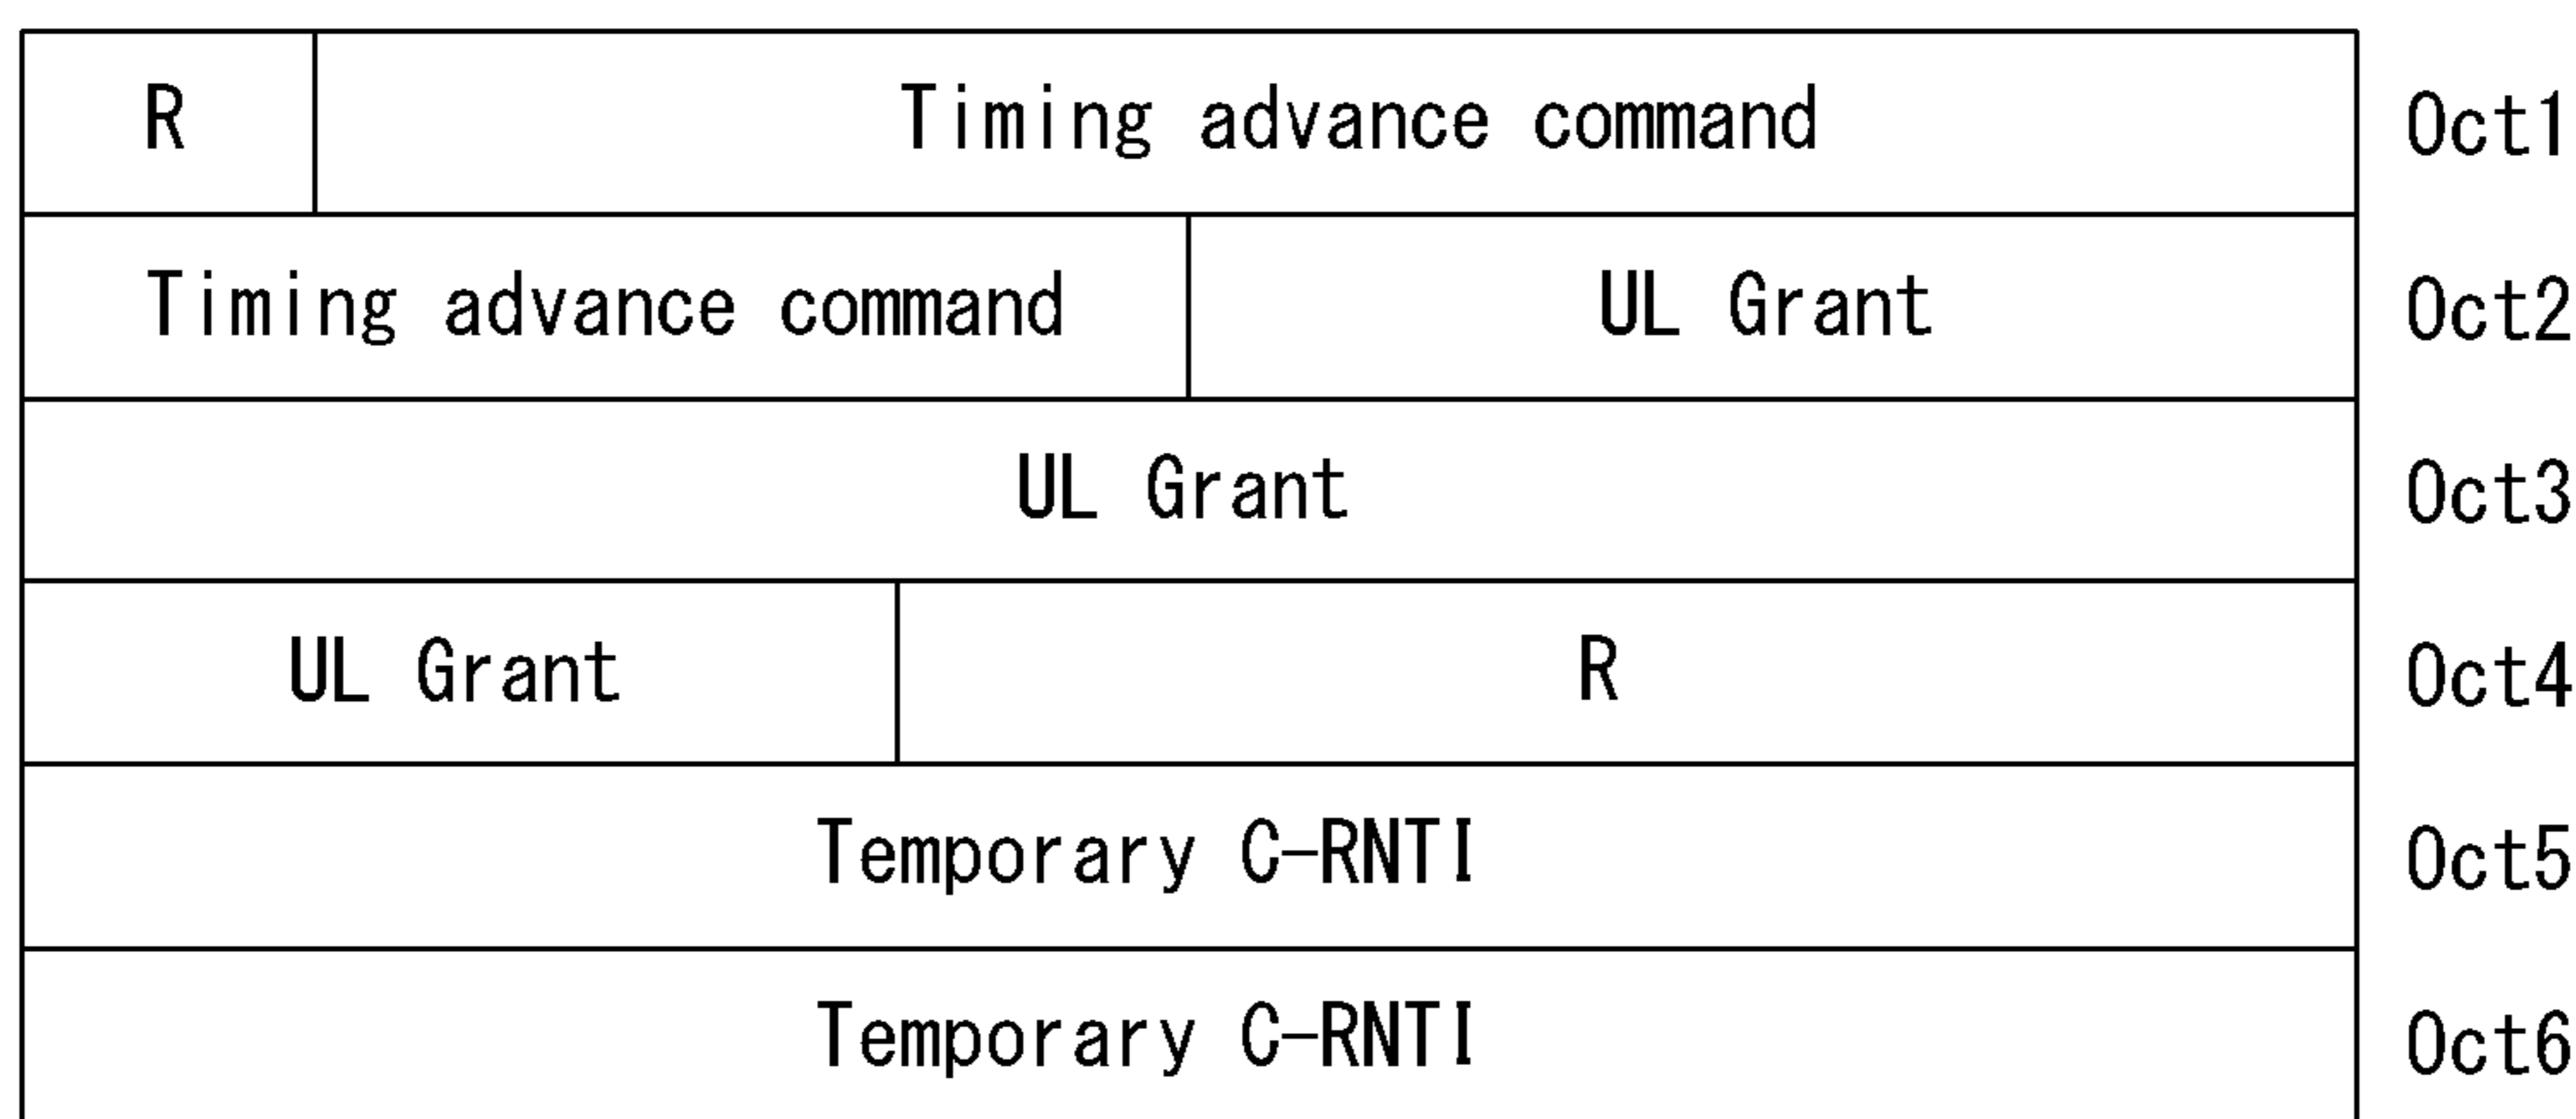 R Timing advance command Oct1
Timing advance command UL Grant Oct2
UL Grant Oct3
UL Grant R Oct4
Temporary C-RNTI Oct5
Temporary C-RNTI Oct6